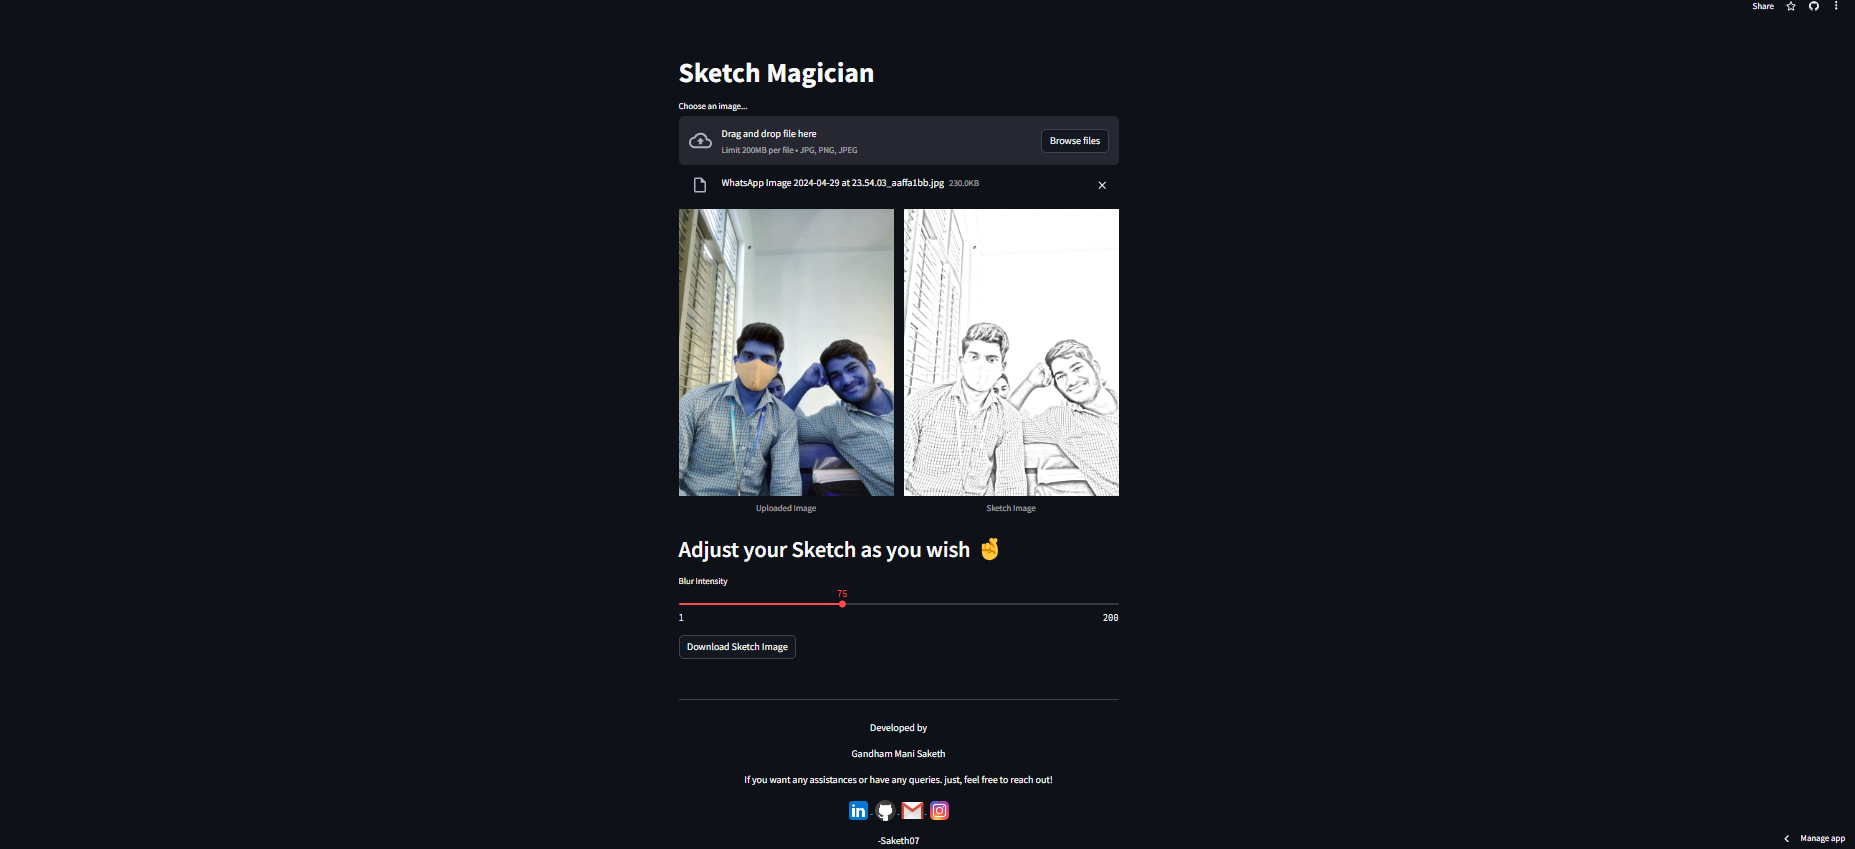 Share
Sketch Magician
Choose an image...
Drag and drop file here
Limit 200MB per file • JPG, PNG, JPEG
Browse files
WhatsApp Image 2024-04-29 at 23.54.03_aaffa1bb.jpg 230.0KB
Uploaded Image
Sketch Image
Adjust your Sketch as you wish 🤞
Blur Intensity
75
1
200
Download Sketch Image
Developed by
Gandham Mani Saketh
If you want any assistances or have any queries. just, feel free to reach out!
in
-Saketh07
Manage app